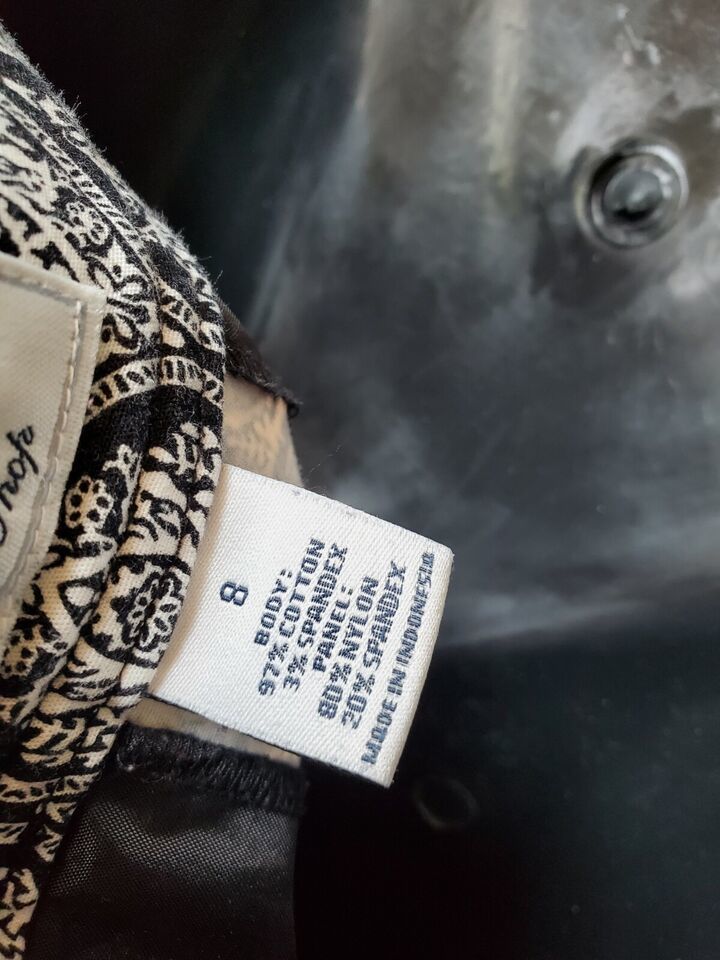 8
BODY:
97% COTTON
3% SPANDEX
PANEL:
80% NYLON
20% SPANDEX
MADE IN INDONESIA